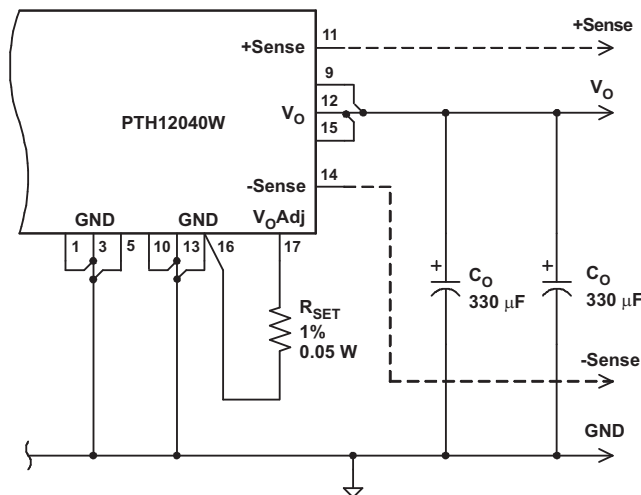 +Sense
11
+Sense
9
V_O
12
V_O
PTH12040W
15
14
-Sense
GND
GND
V_OAdj
1
3
5
10
13
16
17
+
C_O
330 μF
+
C_O
330 μF
R_SET
1%
0.05 W
-Sense
GND